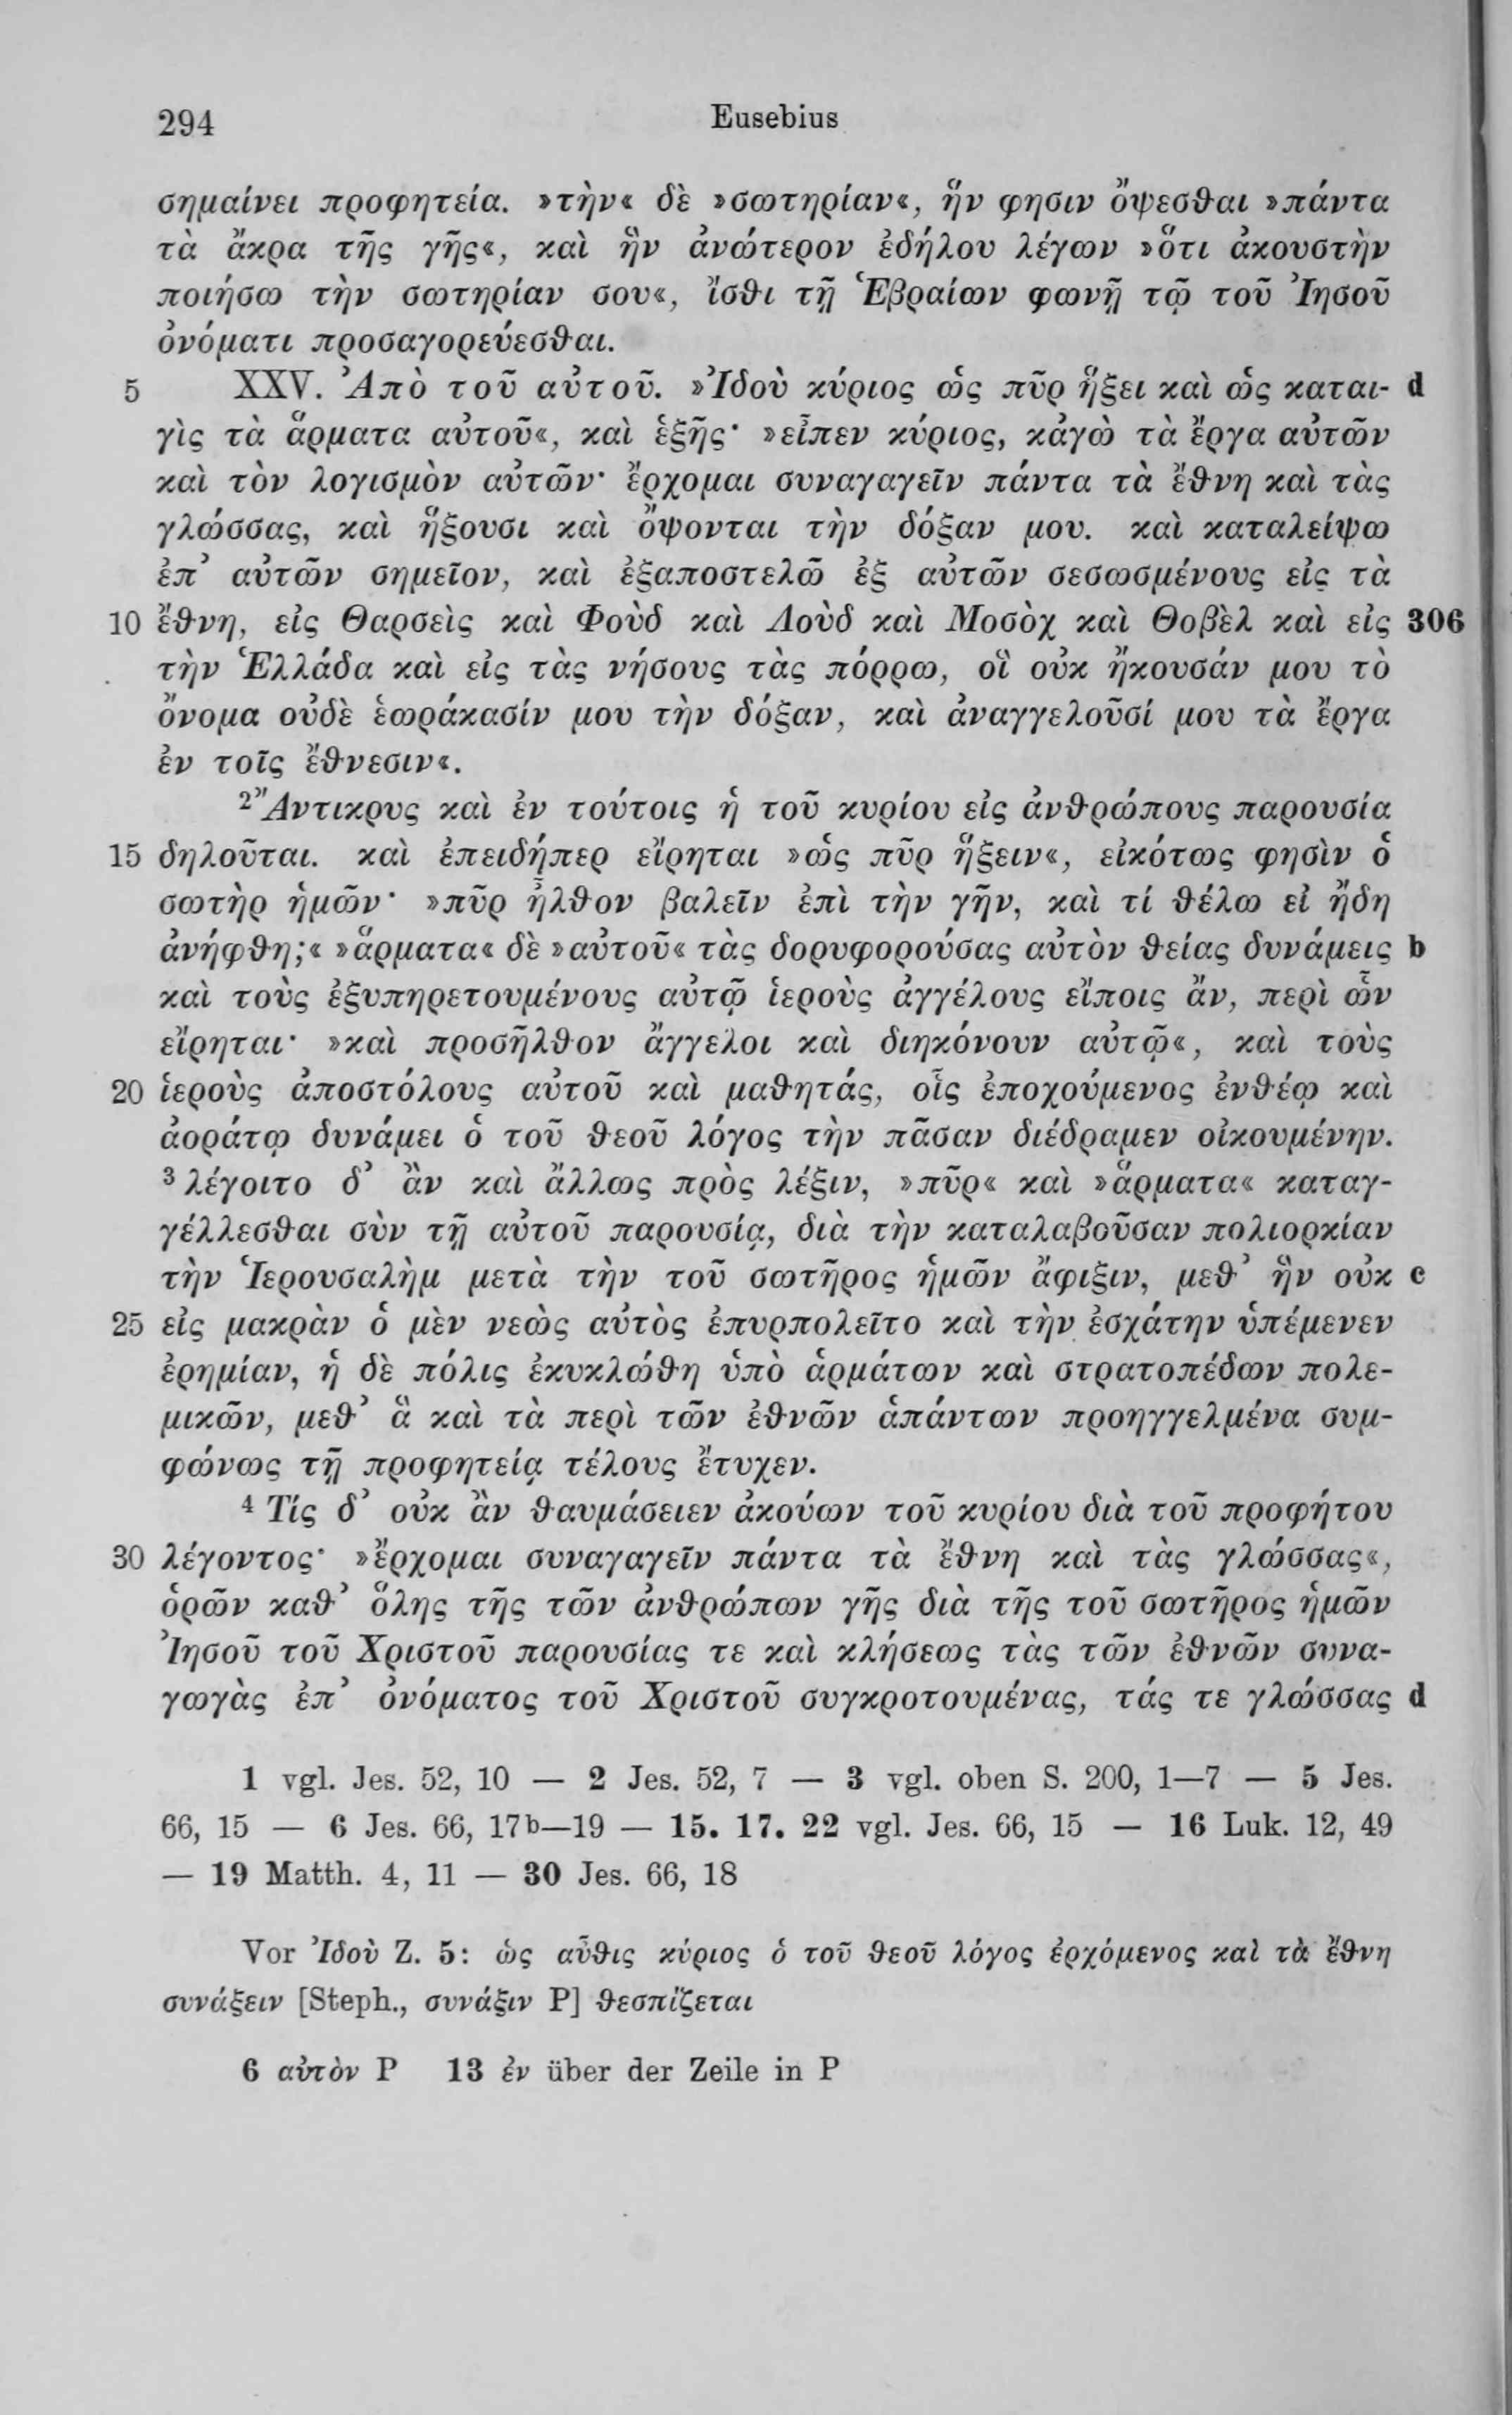 294 Eusebius
σημαίνει προφητεία. »τὴν« δὲ »σωτηρίαν«, ἥν φησιν ὄψεσθαι »πάντα
τὰ ἄκρα τῆς γῆς«, καὶ ἣν ἀνώτερον ἐδήλου λέγων »ὅτι ἀκουστὴν
ποιήσω τὴν σωτηρίαν σου«, ἴσθι τῇ Ἑβραίων φωνῇ τῷ τοῦ Ἰησοῦ
ὀνόματι προσαγορεύεσθαι.
5 XXV. Ἀπὸ τοῦ αὐτοῦ. »Ἰδοὺ κύριος ὡς πῦρ ἥξει καὶ ὡς καται- d
γὶς τὰ ἅρματα αὐτοῦ«, καὶ ἑξῆς· »εἶπεν κύριος, κἀγὼ τὰ ἔργα αὐτῶν
καὶ τὸν λογισμὸν αὐτῶν· ἔρχομαι συναγαγεῖν πάντα τὰ ἔθνη καὶ τὰς
γλώσσας, καὶ ἥξουσι καὶ ὄψονται τὴν δόξαν μου. καὶ καταλείψω
ἐπ’ αὐτῶν σημεῖον, καὶ ἐξαποστελῶ ἐξ αὐτῶν σεσωσμένους εἰς τὰ
10 ἔθνη, εἰς Θαρσεὶς καὶ Φοὺδ καὶ Λοὺδ καὶ Μοσὸχ καὶ Θοβὲλ καὶ εἰς 306
τὴν Ἑλλάδα καὶ εἰς τὰς νήσους τὰς πόρρω, οἳ οὐκ ἤκουσάν μου τὸ
ὄνομα οὐδὲ ἑωράκασίν μου τὴν δόξαν, καὶ ἀναγγελοῦσί μου τὰ ἔργα
ἐν τοῖς ἔθνεσιν«.
2 Ἄντικρυς καὶ ἐν τούτοις ἡ τοῦ κυρίου εἰς ἀνθρώπους παρουσία
15 δηλοῦται. καὶ ἐπειδήπερ εἴρηται »ὡς πῦρ ἥξειν«, εἰκότως φησὶν ὁ
σωτὴρ ἡμῶν· »πῦρ ἦλθον βαλεῖν ἐπὶ τὴν γῆν, καὶ τί θέλω εἰ ἤδη
ἀνήφθη;« »ἅρματα« δὲ »αὐτοῦ« τὰς δορυφορούσας αὐτὸν θείας δυνάμεις b
καὶ τοὺς ἐξυπηρετουμένους αὐτῷ ἱεροὺς ἀγγέλους εἴποις ἄν, περὶ ὧν
εἴρηται· »καὶ προσῆλθον ἄγγελοι καὶ διηκόνουν αὐτῷ«, καὶ τοὺς
20 ἱεροὺς ἀποστόλους αὐτοῦ καὶ μαθητάς, οἷς ἐποχούμενος ἐνθέῳ καὶ
ἀοράτῳ δυνάμει ὁ τοῦ θεοῦ λόγος τὴν πᾶσαν διέδραμεν οἰκουμένην.
3 λέγοιτο δ’ ἂν καὶ ἄλλως πρὸς λέξιν, »πῦρ« καὶ »ἅρματα« καταγ-
γέλλεσθαι σὺν τῇ αὐτοῦ παρουσίᾳ, διὰ τὴν καταλαβοῦσαν πολιορκίαν
τὴν Ἱερουσαλὴμ μετὰ τὴν τοῦ σωτῆρος ἡμῶν ἄφιξιν, μεθ’ ἣν οὐκ c
25 εἰς μακρὰν ὁ μὲν νεὼς αὐτὸς ἐπυρπολεῖτο καὶ τὴν ἐσχάτην ὑπέμενεν
ἐρημίαν, ἡ δὲ πόλις ἐκυκλώθη ὑπὸ ἁρμάτων καὶ στρατοπέδων πολε-
μικῶν, μεθ’ ἃ καὶ τὰ περὶ τῶν ἐθνῶν ἁπάντων προηγγελμένα συμ-
φώνως τῇ προφητείᾳ τέλους ἔτυχεν.
4 Τίς δ’ οὐκ ἂν θαυμάσειεν ἀκούων τοῦ κυρίου διὰ τοῦ προφήτου
30 λέγοντος· »ἔρχομαι συναγαγεῖν πάντα τὰ ἔθνη καὶ τὰς γλώσσας«,
ὁρῶν καθ’ ὅλης τῆς τῶν ἀνθρώπων γῆς διὰ τῆς τοῦ σωτῆρος ἡμῶν
Ἰησοῦ τοῦ Χριστοῦ παρουσίας τε καὶ κλήσεως τὰς τῶν ἐθνῶν συνα-
γωγὰς ἐπ’ ὀνόματος τοῦ Χριστοῦ συγκροτουμένας, τάς τε γλώσσας d
1 vgl. Jes. 52, 10 — 2 Jes. 52, 7 — 3 vgl. oben S. 200, 1—7 — 5 Jes.
66, 15 — 6 Jes. 66, 17b—19 — 15. 17. 22 vgl. Jes. 66, 15 — 16 Luk. 12, 49
— 19 Matth. 4, 11 — 30 Jes. 66, 18
Vor Ἰδοὺ Z. 5: ὡς αὖθις κύριος ὁ τοῦ θεοῦ λόγος ἐρχόμενος καὶ τὰ ἔθνη
συνάξειν [Steph., συνάξιν P] θεσπίζεται
6 αὐτὸν P 13 ἐν über der Zeile in P